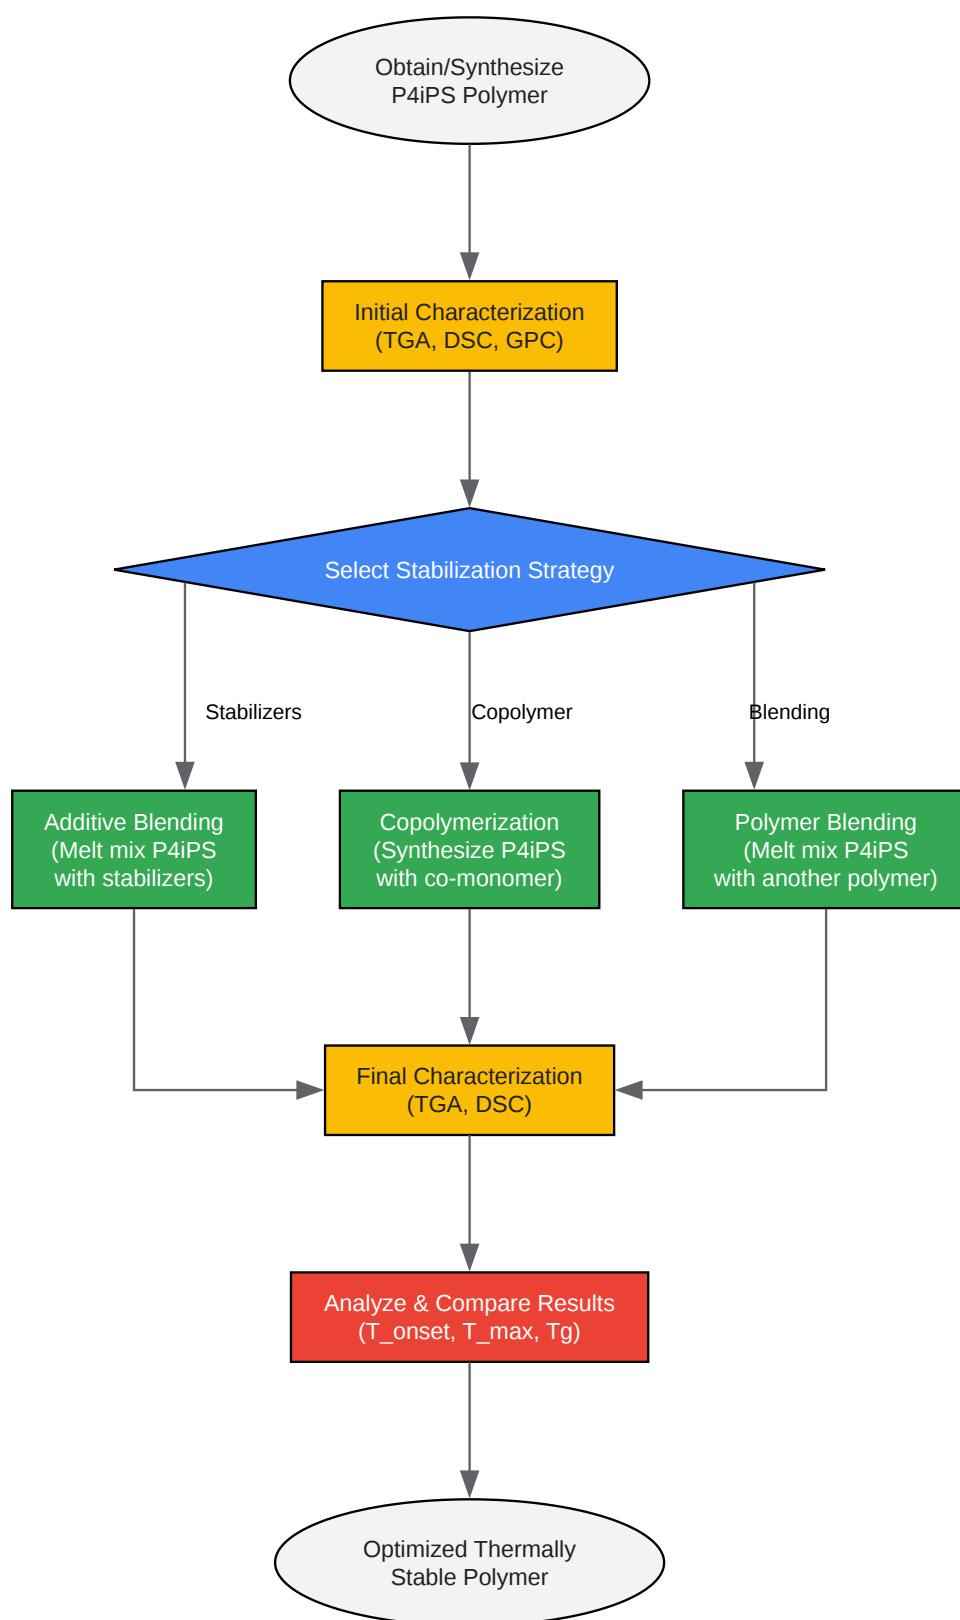 Obtain/Synthesize
P4iPS Polymer
Initial Characterization
(TGA, DSC, GPC)
Select Stabilization Strategy
Stabilizers
Copolymer
Blending
Additive Blending
(Melt mix P4iPS
with stabilizers)
Copolymerization
(Synthesize P4iPS
with co-monomer)
Polymer Blending
(Melt mix P4iPS
with another polymer)
Final Characterization
(TGA, DSC)
Analyze & Compare Results
(T_onset, T_max, Tg)
Optimized Thermally
Stable Polymer